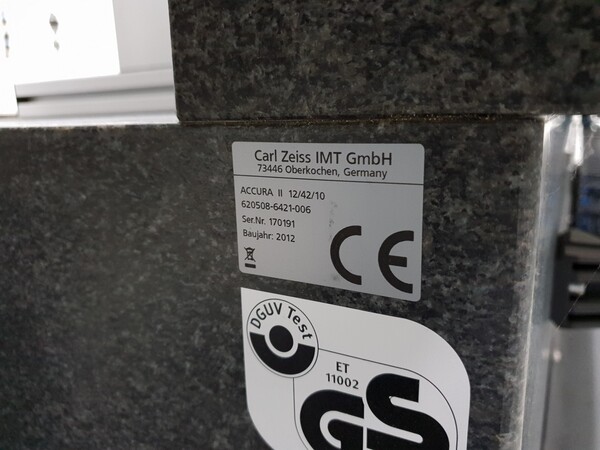 Carl Zeiss IMT GmbH
73446 Oberkochen, Germany
ACCURA II 12/42/10
620508-6421-006
Ser.Nr. 170191
Baujahr: 2012
CE
DGUV Test
ET
11002
GS